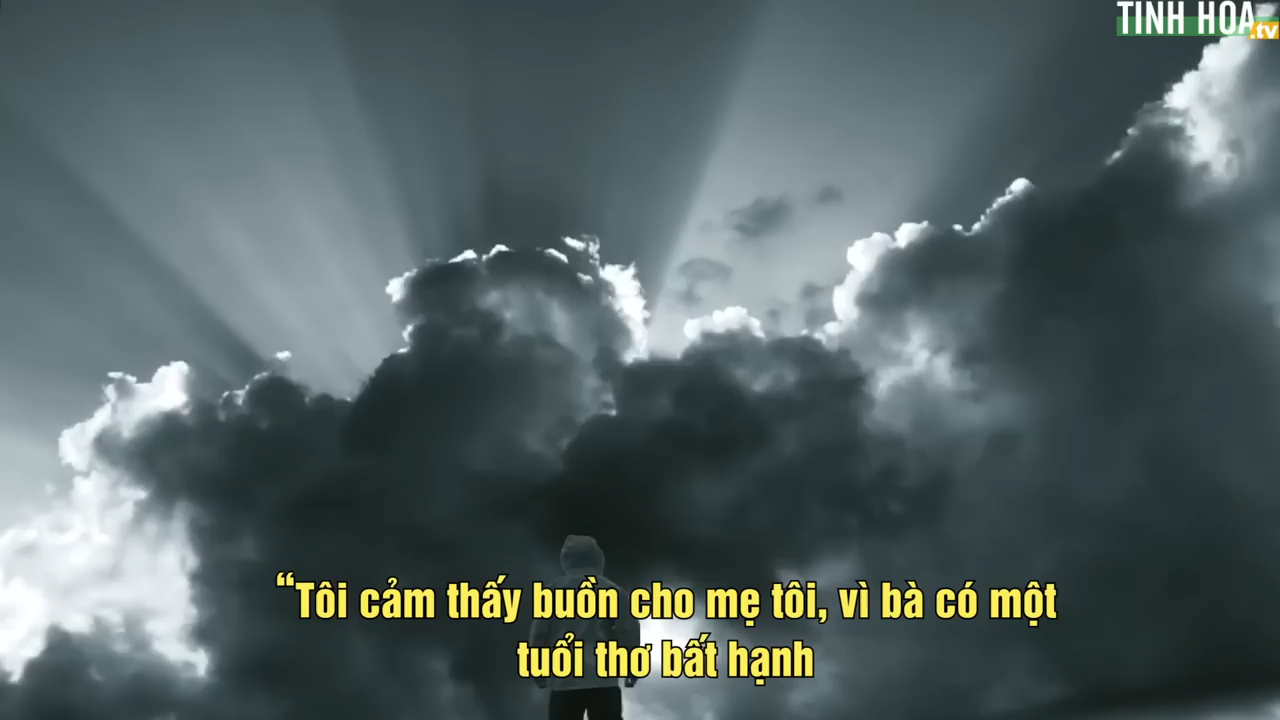 TINH HOA
.tv
“Tôi cảm thấy buồn cho mẹ tôi, vì bà có một
tuổi thơ bất hạnh